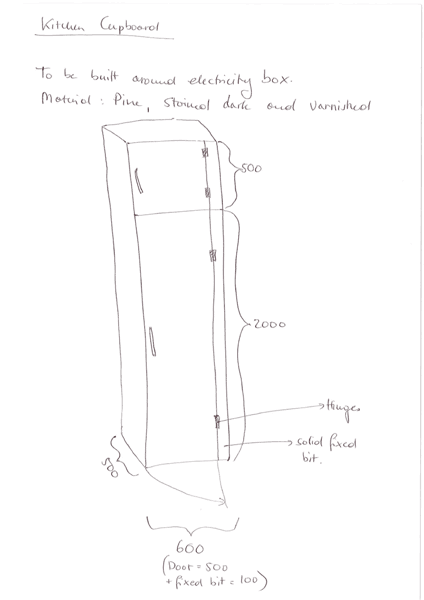 Kitchen Cupboard
To be built around electricity box.
Material: Pine, stained dark and varnished
500
2000
Hinges
solid fixed
bit.
500
600
(Door = 500
+ fixed bit = 100)